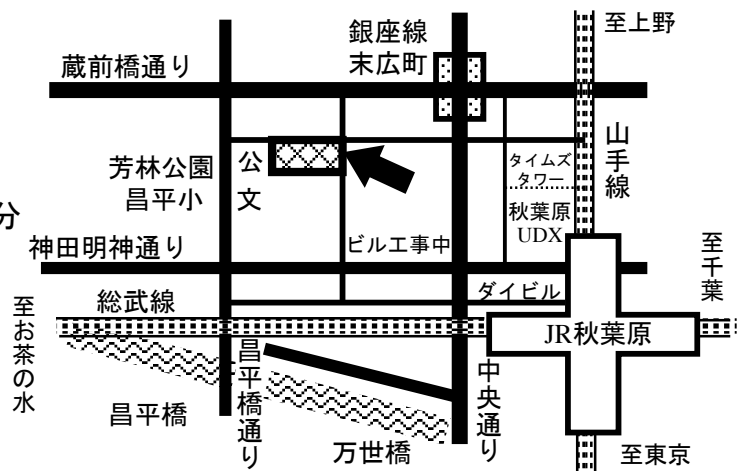 銀座線
末広町
至上野
蔵前橋通り
山手線
芳林公園
昌平小
公文
タイムズ
タワー
分
秋葉原
UDX
神田明神通り
ビル工事中
至千葉
至お茶の水
総武線
ダイビル
JR秋葉原
昌平橋通り
中央通り
昌平橋
万世橋
至東京